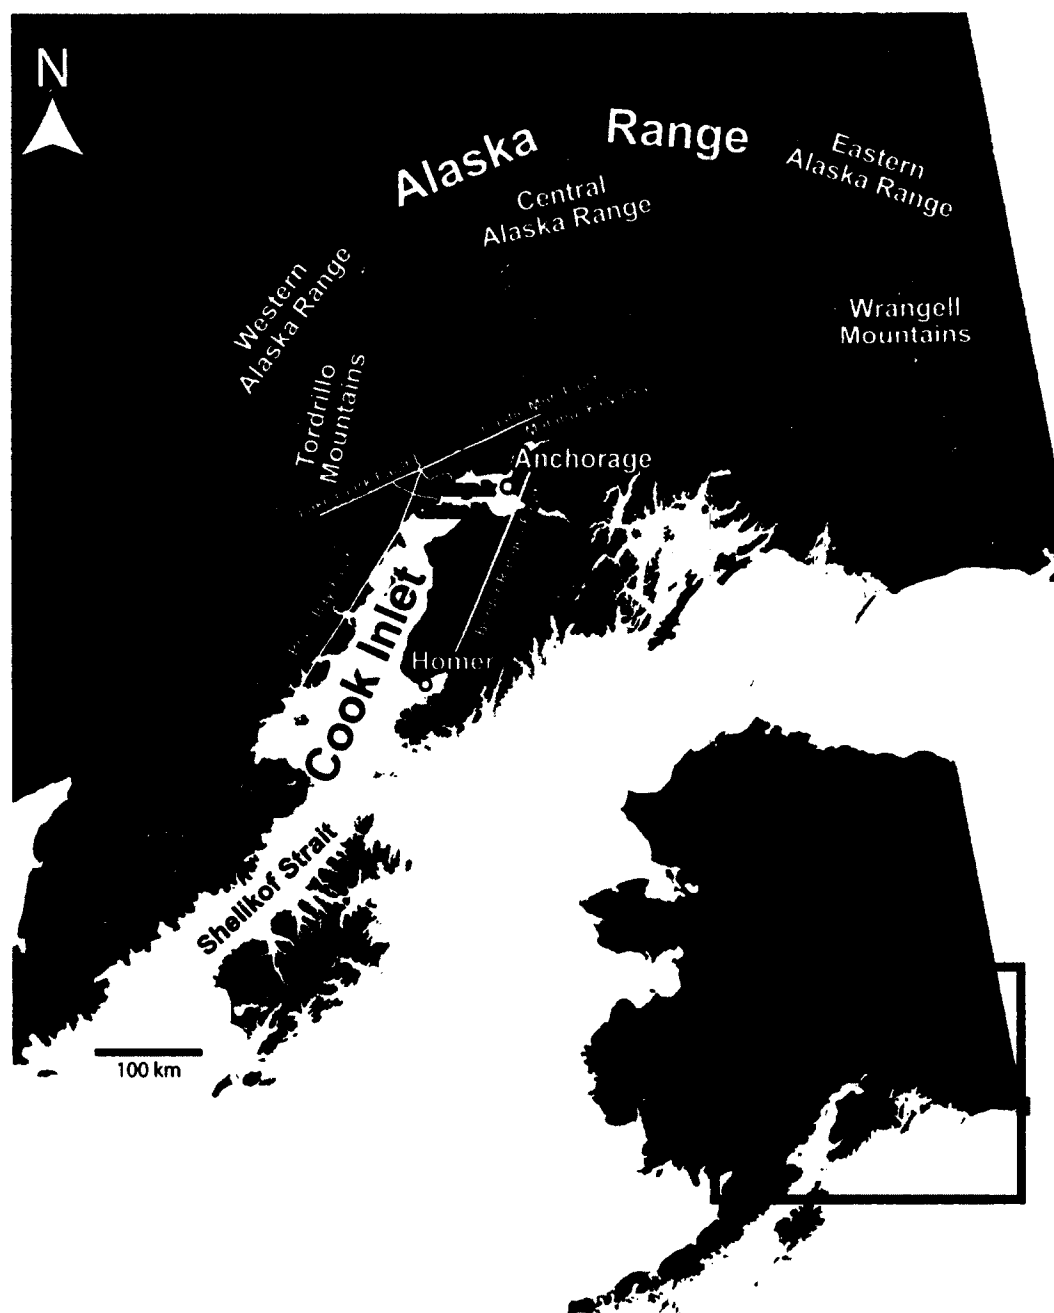 N
Alaska Range
Eastern
Alaska Range
Central
Alaska Range
Western
Alaska Range
Wrangell
Mountains
Tordrillo
Mountains
Anchorage
Cook Inlet
Homer
Shelikof Strait
100 km